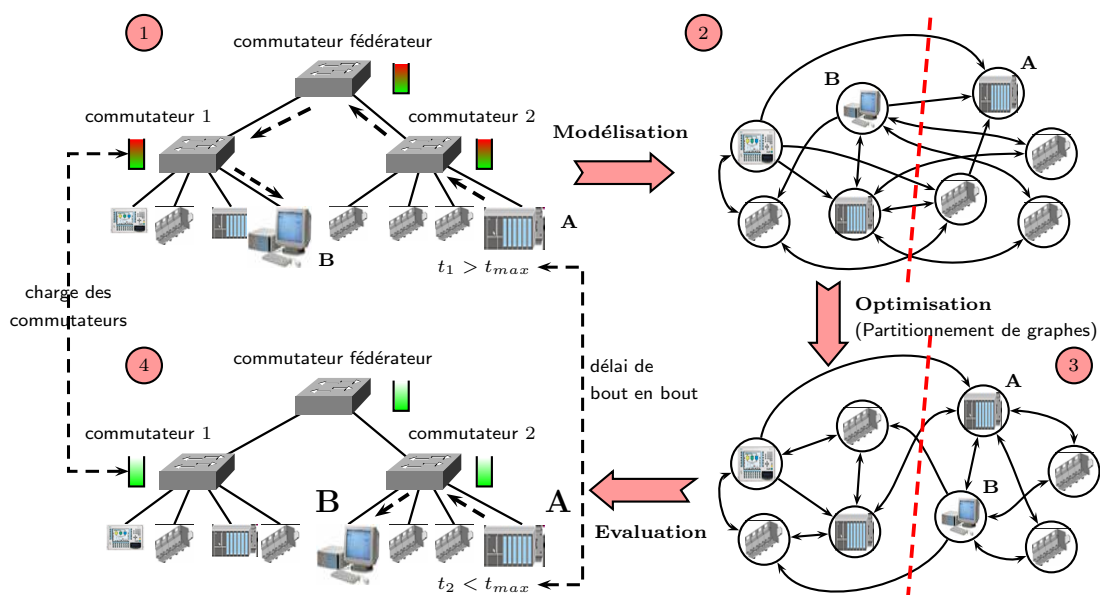 1
commutateur fédérateur
commutateur 1
commutateur 2
B
A
t1 > tmax
charge des
commutateurs
Modélisation
2
B
A
Optimisation
(Partitionnement de graphes)
3
A
B
Evaluation
délai de
bout en bout
4
commutateur fédérateur
commutateur 1
commutateur 2
B
A
t2 < tmax